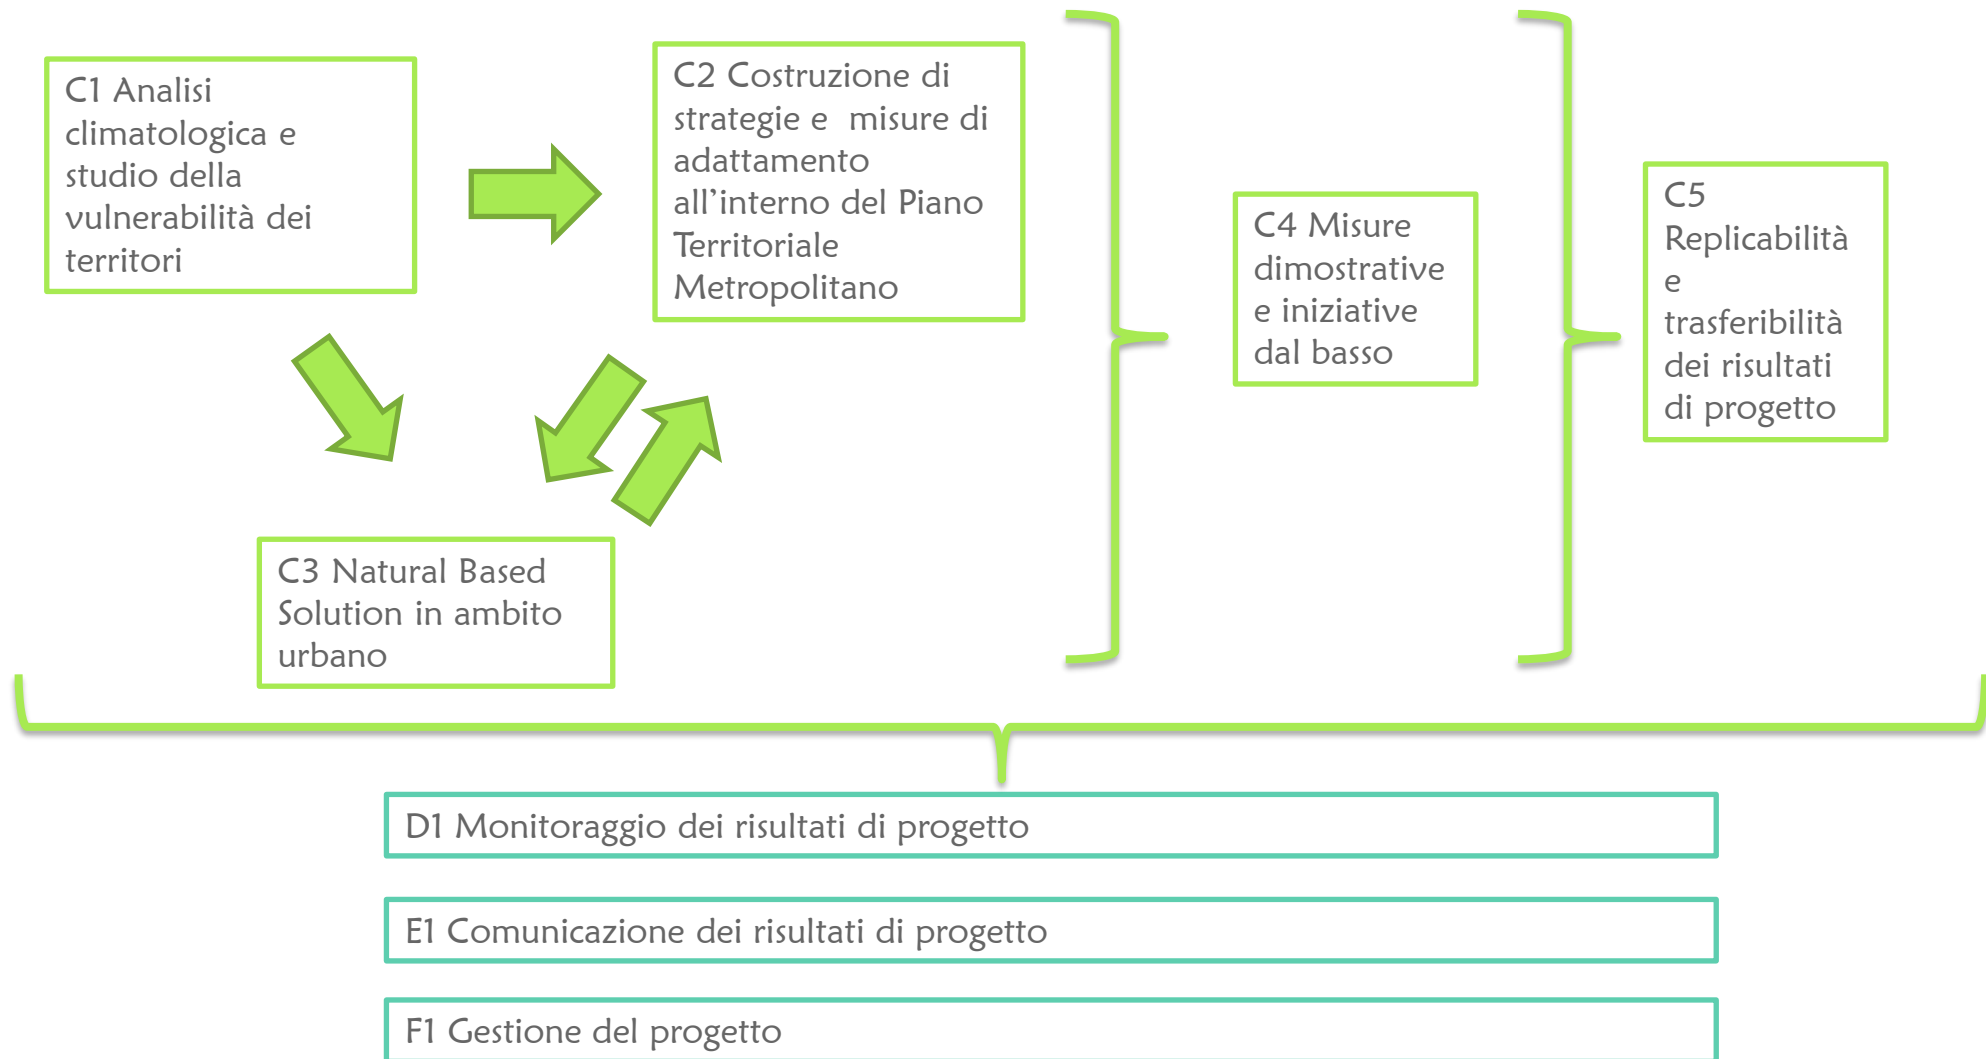 C1 Analisi
climatologica e
studio della
vulnerabilità dei
territori
C2 Costruzione di
strategie e  misure di
adattamento
all’interno del Piano
Territoriale
Metropolitano
C3 Natural Based
Solution in ambito
urbano
C4 Misure
dimostrative
e iniziative
dal basso
C5
Replicabilità
e
trasferibilità
dei risultati
di progetto
D1 Monitoraggio dei risultati di progetto
E1 Comunicazione dei risultati di progetto
F1 Gestione del progetto